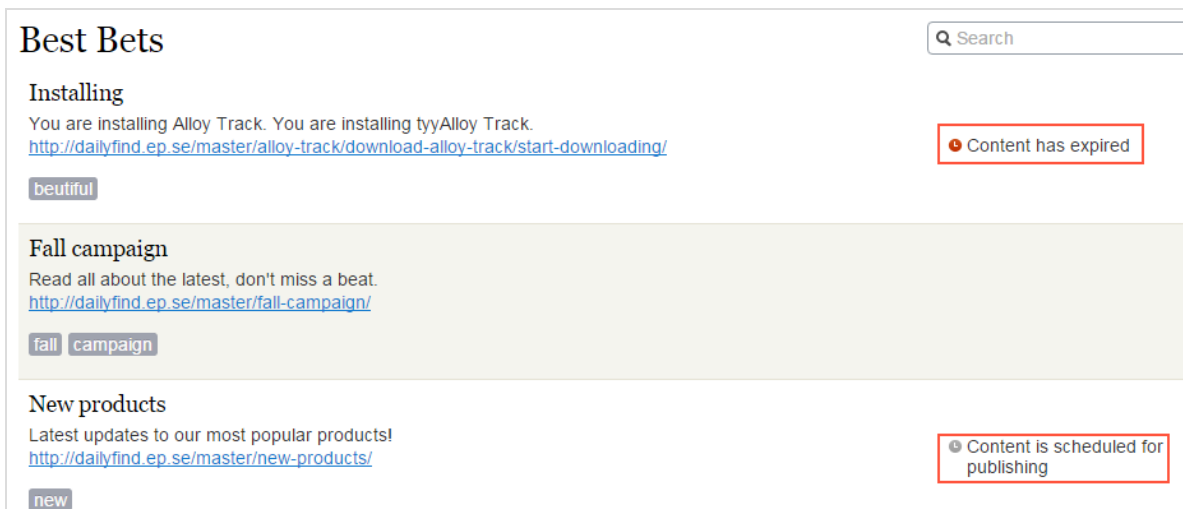 Best Bets
Search
Installing
You are installing Alloy Track. You are installing tyyAlloy Track.
http://dailyfind.ep.se/master/alloy-track/download-alloy-track/start-downloading/
Content has expired
beutiful
Fall campaign
Read all about the latest, don't miss a beat.
http://dailyfind.ep.se/master/fall-campaign/
fall campaign
New products
Latest updates to our most popular products!
http://dailyfind.ep.se/master/new-products/
Content is scheduled for
publishing
new